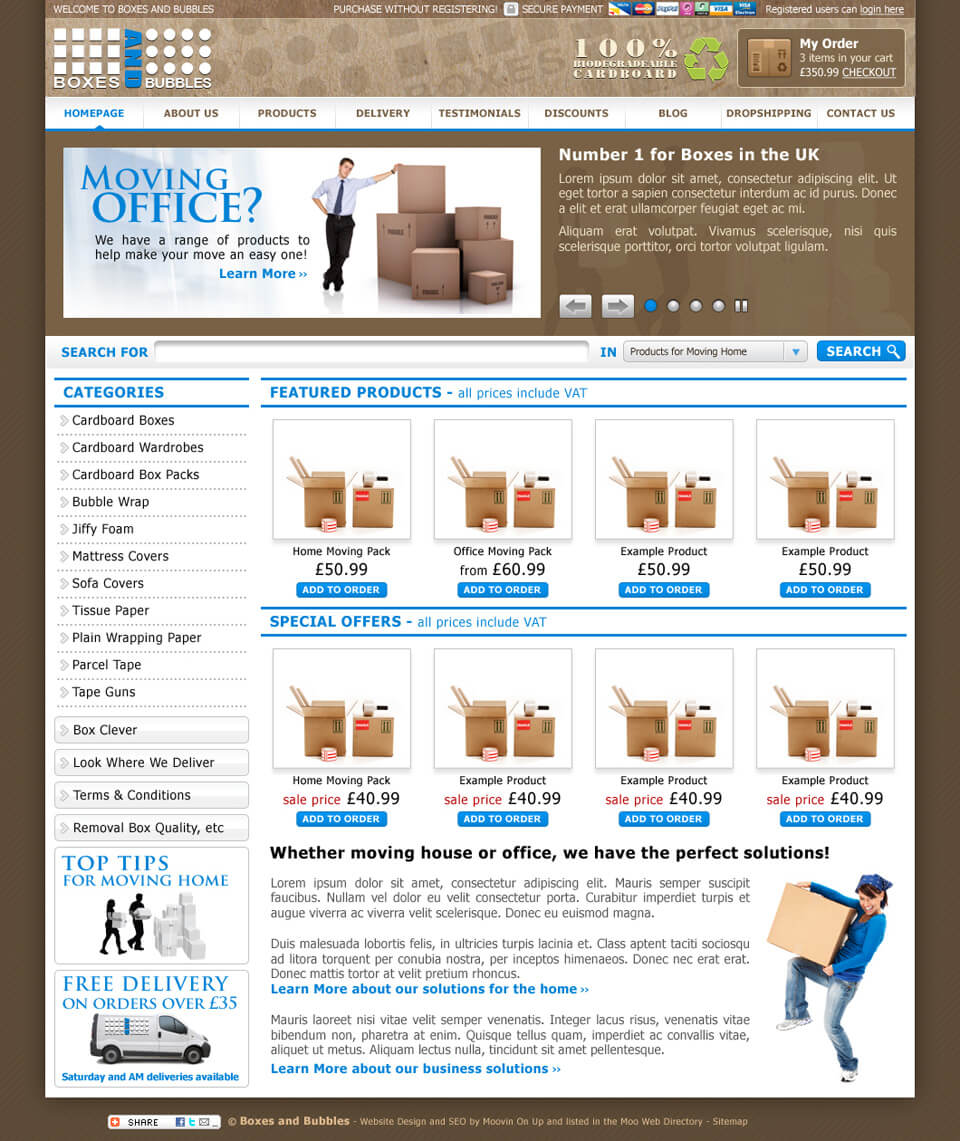 WELCOME TO BOXES AND BUBBLES
PURCHASE WITHOUT REGISTERING!
SECURE PAYMENT
Registered users can login here
BOXES AND BUBBLES
100%
BIODEGRADEABLE
CARDBOARD
My Order
3 items in your cart
£350.99 CHECKOUT
HOMEPAGE
ABOUT US
PRODUCTS
DELIVERY
TESTIMONIALS
DISCOUNTS
BLOG
DROPSHIPPING
CONTACT US
MOVING
OFFICE?
We have a range of products to
help make your move an easy one!
Learn More ››
Number 1 for Boxes in the UK
Lorem ipsum dolor sit amet, consectetur adipiscing elit. Ut
eget tortor a sapien consectetur interdum ac id purus. Donec
a elit et erat ullamcorper feugiat eget ac mi.
Aliquam erat volutpat. Vivamus scelerisque, nisi quis
scelerisque porttitor, orci tortor volutpat ligulam.
SEARCH FOR
IN
Products for Moving Home
SEARCH
CATEGORIES
Cardboard Boxes
Cardboard Wardrobes
Cardboard Box Packs
Bubble Wrap
Jiffy Foam
Mattress Covers
Sofa Covers
Tissue Paper
Plain Wrapping Paper
Parcel Tape
Tape Guns
Box Clever
Look Where We Deliver
Terms & Conditions
Removal Box Quality, etc
TOP TIPS
FOR MOVING HOME
FREE DELIVERY
ON ORDERS OVER £35
Saturday and AM deliveries available
FEATURED PRODUCTS - all prices include VAT
Home Moving Pack
£50.99
ADD TO ORDER
Office Moving Pack
from £60.99
ADD TO ORDER
Example Product
£50.99
ADD TO ORDER
Example Product
£50.99
ADD TO ORDER
SPECIAL OFFERS - all prices include VAT
Home Moving Pack
sale price £40.99
ADD TO ORDER
Example Product
sale price £40.99
ADD TO ORDER
Example Product
sale price £40.99
ADD TO ORDER
Example Product
sale price £40.99
ADD TO ORDER
Whether moving house or office, we have the perfect solutions!
Lorem ipsum dolor sit amet, consectetur adipiscing elit. Mauris semper suscipit
faucibus. Nullam vel dolor eu velit consectetur porta. Curabitur imperdiet turpis et
augue viverra ac viverra velit scelerisque. Donec eu euismod magna.
Duis malesuada lobortis felis, in ultricies turpis lacinia et. Class aptent taciti sociosqu
ad litora torquent per conubia nostra, per inceptos himenaeos. Donec nec erat erat.
Donec mattis tortor at velit pretium rhoncus.
Learn More about our solutions for the home ››
Mauris laoreet nisi vitae velit semper venenatis. Integer lacus risus, venenatis vitae
bibendum non, pharetra at enim. Quisque tellus quam, imperdiet ac convallis vitae,
aliquet ut metus. Aliquam lectus nulla, tincidunt sit amet pellentesque.
Learn More about our business solutions ››
SHARE
© Boxes and Bubbles - Website Design and SEO by Moovin On Up and listed in the Moo Web Directory - Sitemap